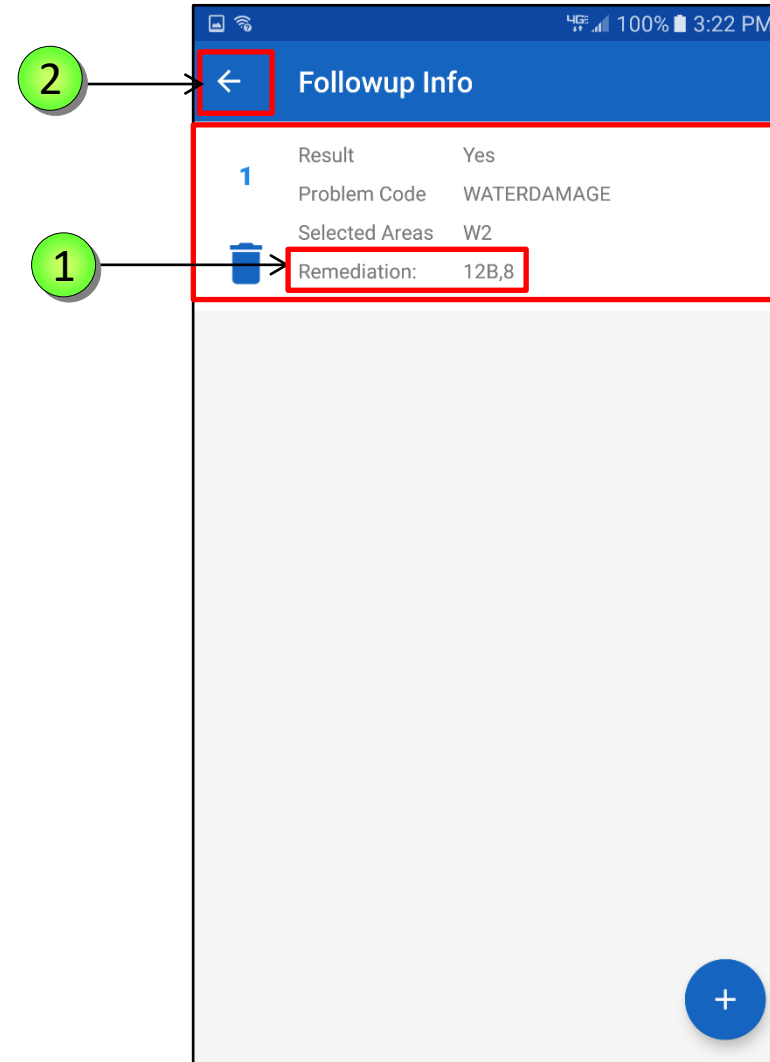 4GE 100% 3:22 PM
2
Followup Info
1
Result Yes
Problem Code WATERDAMAGE
Selected Areas W2
1
Remediation: 12B,8
+